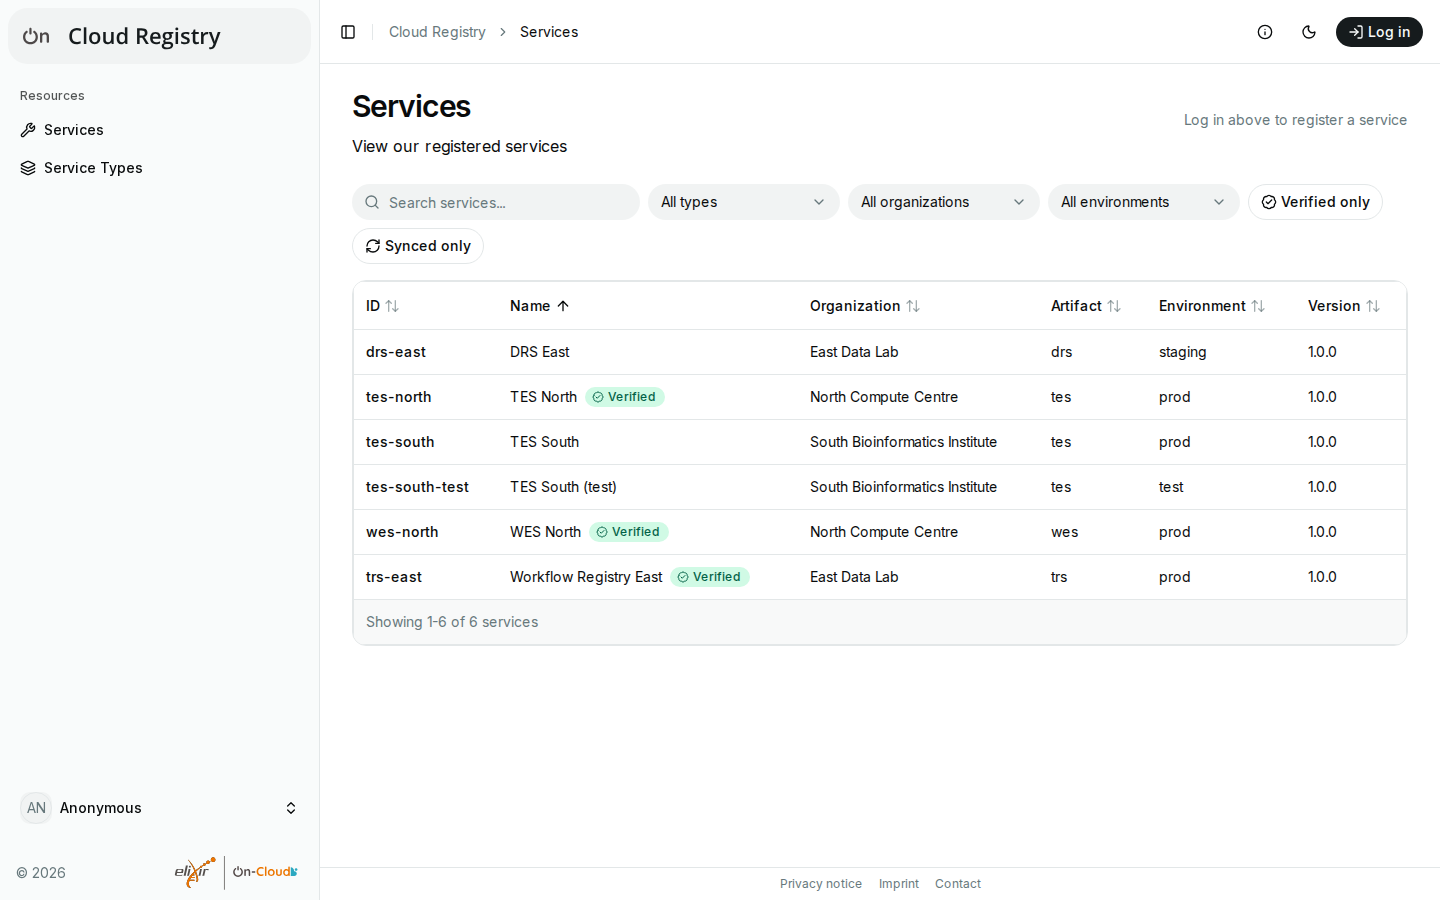 On Cloud Registry
Resources
Services
Service Types
AN Anonymous
© 2026
elixir On-Cloud
Cloud Registry Services
Log in
Services
Log in above to register a service
View our registered services
Search services... All types All organizations All environments Verified only
Synced only
ID Name Organization Artifact Environment Version
drs-east DRS East East Data Lab drs staging 1.0.0
tes-north TES North Verified North Compute Centre tes prod 1.0.0
tes-south TES South South Bioinformatics Institute tes prod 1.0.0
tes-south-test TES South (test) South Bioinformatics Institute tes test 1.0.0
wes-north WES North Verified North Compute Centre wes prod 1.0.0
trs-east Workflow Registry East Verified East Data Lab trs prod 1.0.0
Showing 1-6 of 6 services
Privacy notice Imprint Contact